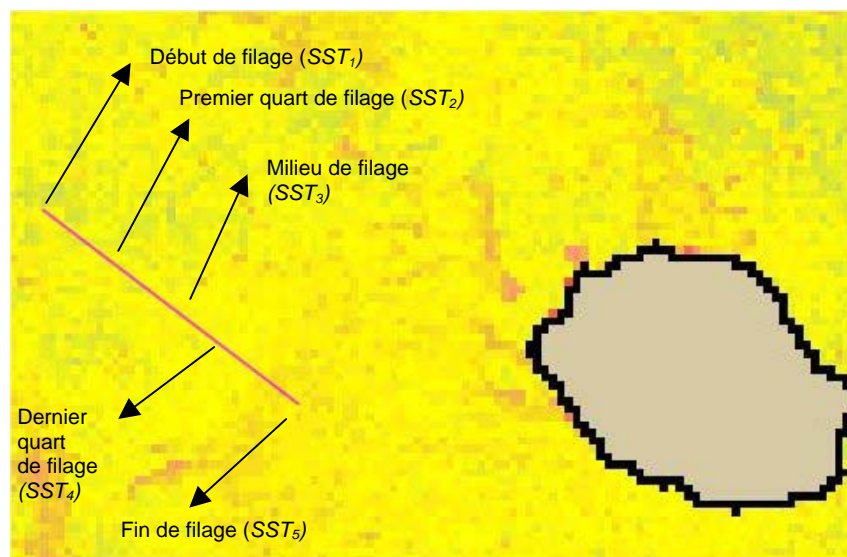 Début de filage (SST₁)
Premier quart de filage (SST₂)
Milieu de filage
(SST₃)
Dernier
quart
de filage
(SST₄)
Fin de filage (SST₅)